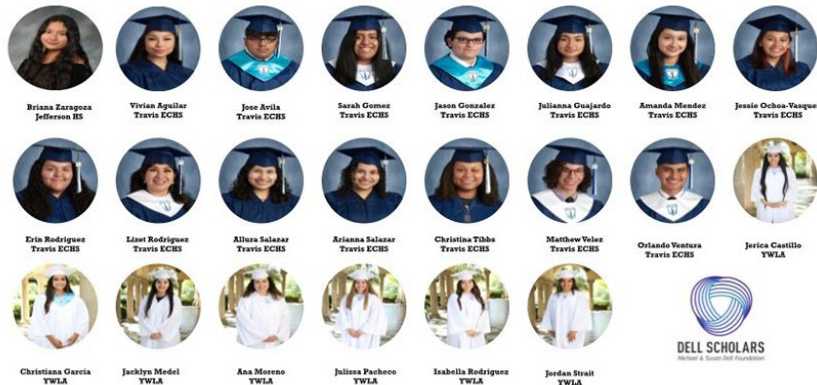 Briana Zaragoza
Jefferson HS
Vivian Aguilar
Travis ECHS
Jose Avila
Travis ECHS
Sarah Gomez
Travis ECHS
Jason Gonzalez
Travis ECHS
Julianna Guajardo
Travis ECHS
Amanda Mendez
Travis ECHS
Jessie Ochoa-Vasque
Travis ECHS
Erin Rodriguez
Travis ECHS
Lizet Rodriguez
Travis ECHS
Allura Salazar
Travis ECHS
Arianna Salazar
Travis ECHS
Christina Tibbs
Travis ECHS
Matthew Velez
Travis ECHS
Orlando Ventura
Travis ECHS
Jerica Castillo
YWLA
Christiana Garcia
YWLA
Jacklyn Medel
YWLA
Ana Moreno
YWLA
Julissa Pacheco
YWLA
Isabella Rodriguez
YWLA
Jordan Strait
YWLA
DELL SCHOLARS
Michael & Susan Dell Foundation